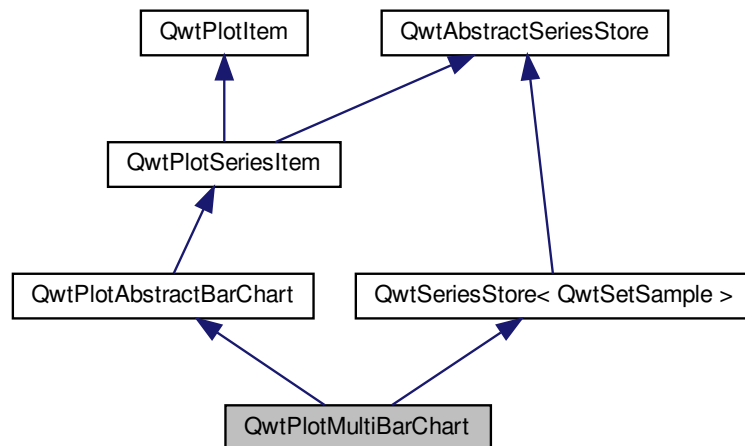 QwtPlotItem
QwtAbstractSeriesStore
QwtPlotSeriesItem
QwtPlotAbstractBarChart
QwtSeriesStore< QwtSetSample >
QwtPlotMultiBarChart